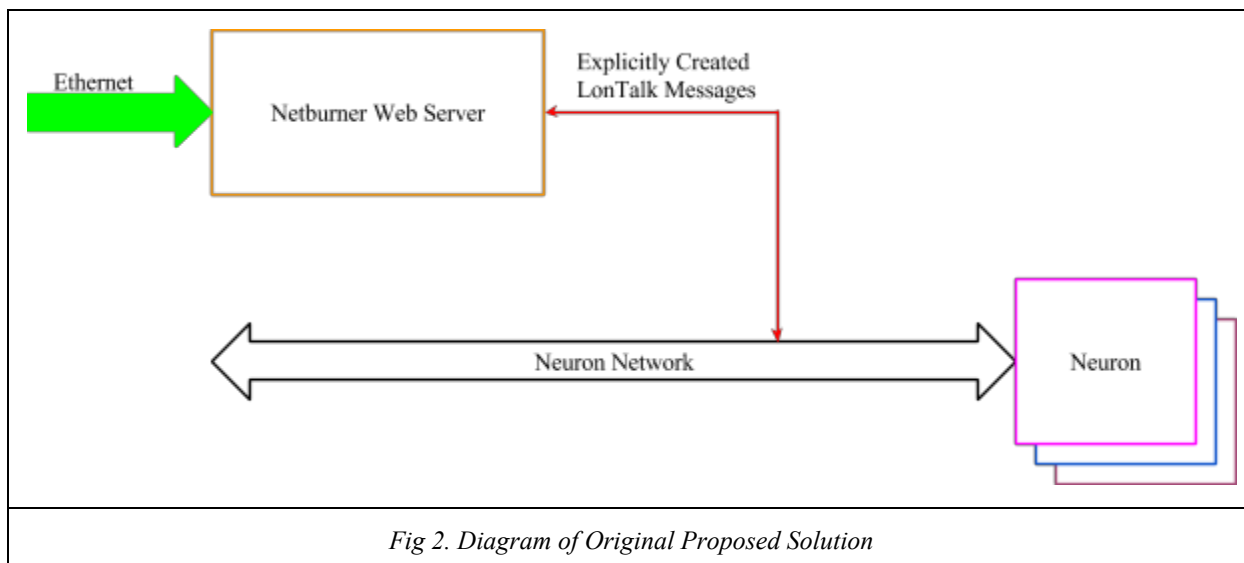 Ethernet
Netburner Web Server
Explicitly Created
LonTalk Messages
Neuron Network
Neuron
Fig 2. Diagram of Original Proposed Solution